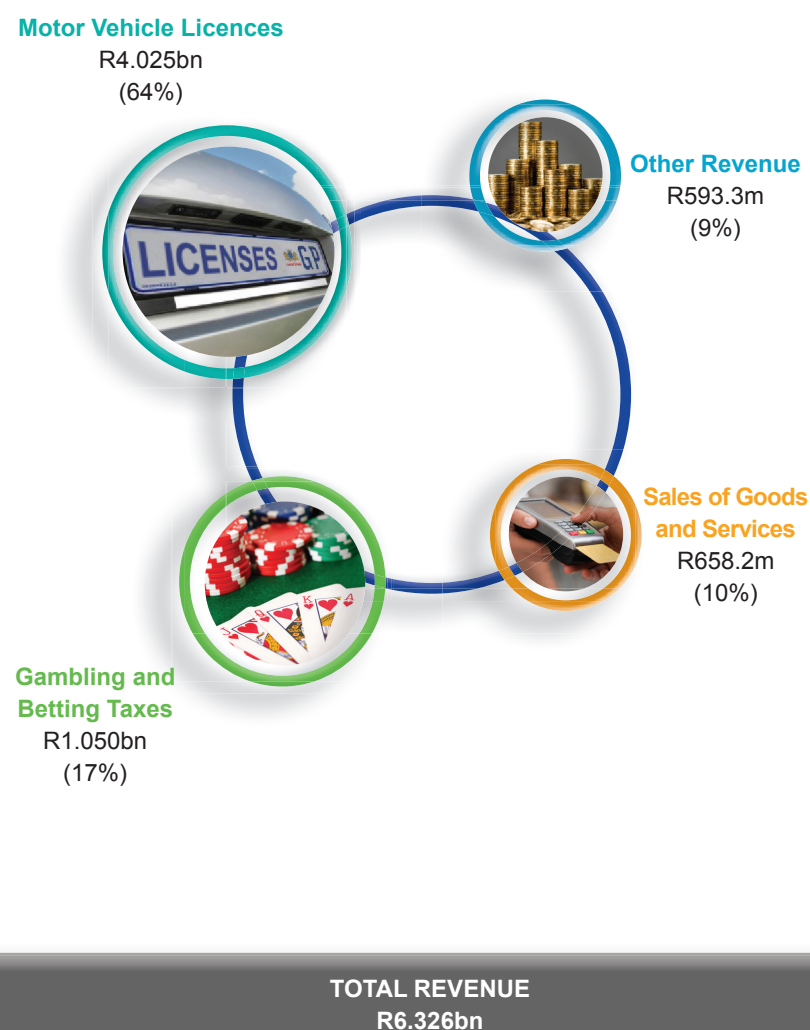 Motor Vehicle Licences
R4.025bn
(64%)
Other Revenue
R593.3m
(9%)
LICENSES GP
Sales of Goods
and Services
R658.2m
(10%)
J Q K A
Gambling and
Betting Taxes
R1.050bn
(17%)
TOTAL REVENUE
R6.326bn